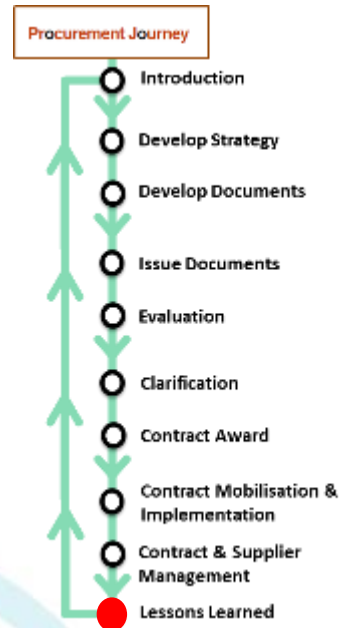 Procurement Journey
Introduction
Develop Strategy
Develop Documents
Issue Documents
Evaluation
Clarification
Contract Award
Contract Mobilisation &
Implementation
Contract & Supplier
Management
Lessons Learned